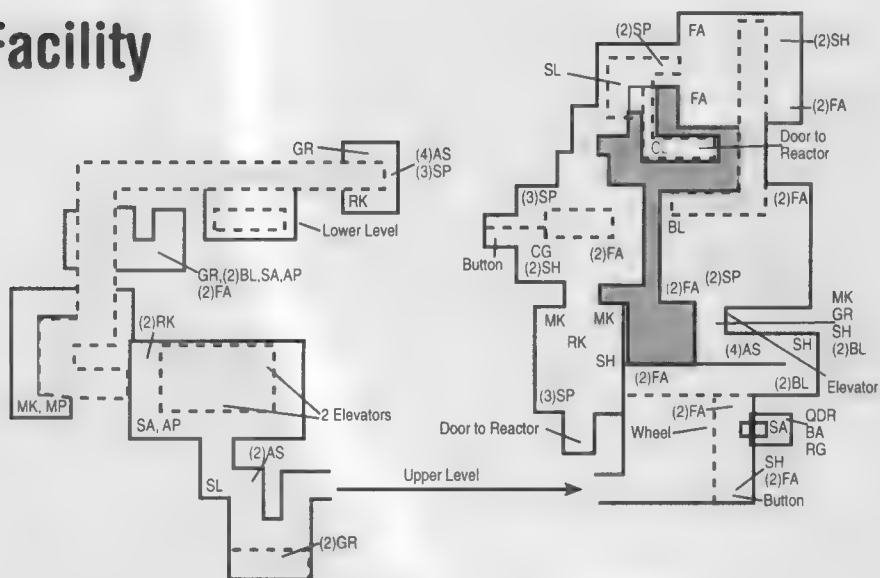 Facility
GR
(4)AS
(3)SP
RK
Lower Level
GR,(2)BL,SA,AP
(2)FA
(2)RK
MK, MP
SA, AP
2 Elevators
(2)AS
SL
(2)GR
Upper Level
(2)SP
FA
(2)SH
SL
FA
(2)FA
Door to
Reactor
(3)SP
(2)FA
BL
Button
CG
(2)SH
(2)FA
(2)SP
(2)FA
MK
MK
RK
SH
(3)SP
MK
GR
SH
(2)BL
(4)AS
SH
Elevator
(2)FA
(2)BL
Door to Reactor
Wheel
(2)FA
SA
QDR
BA
RG
SH
(2)FA
Button